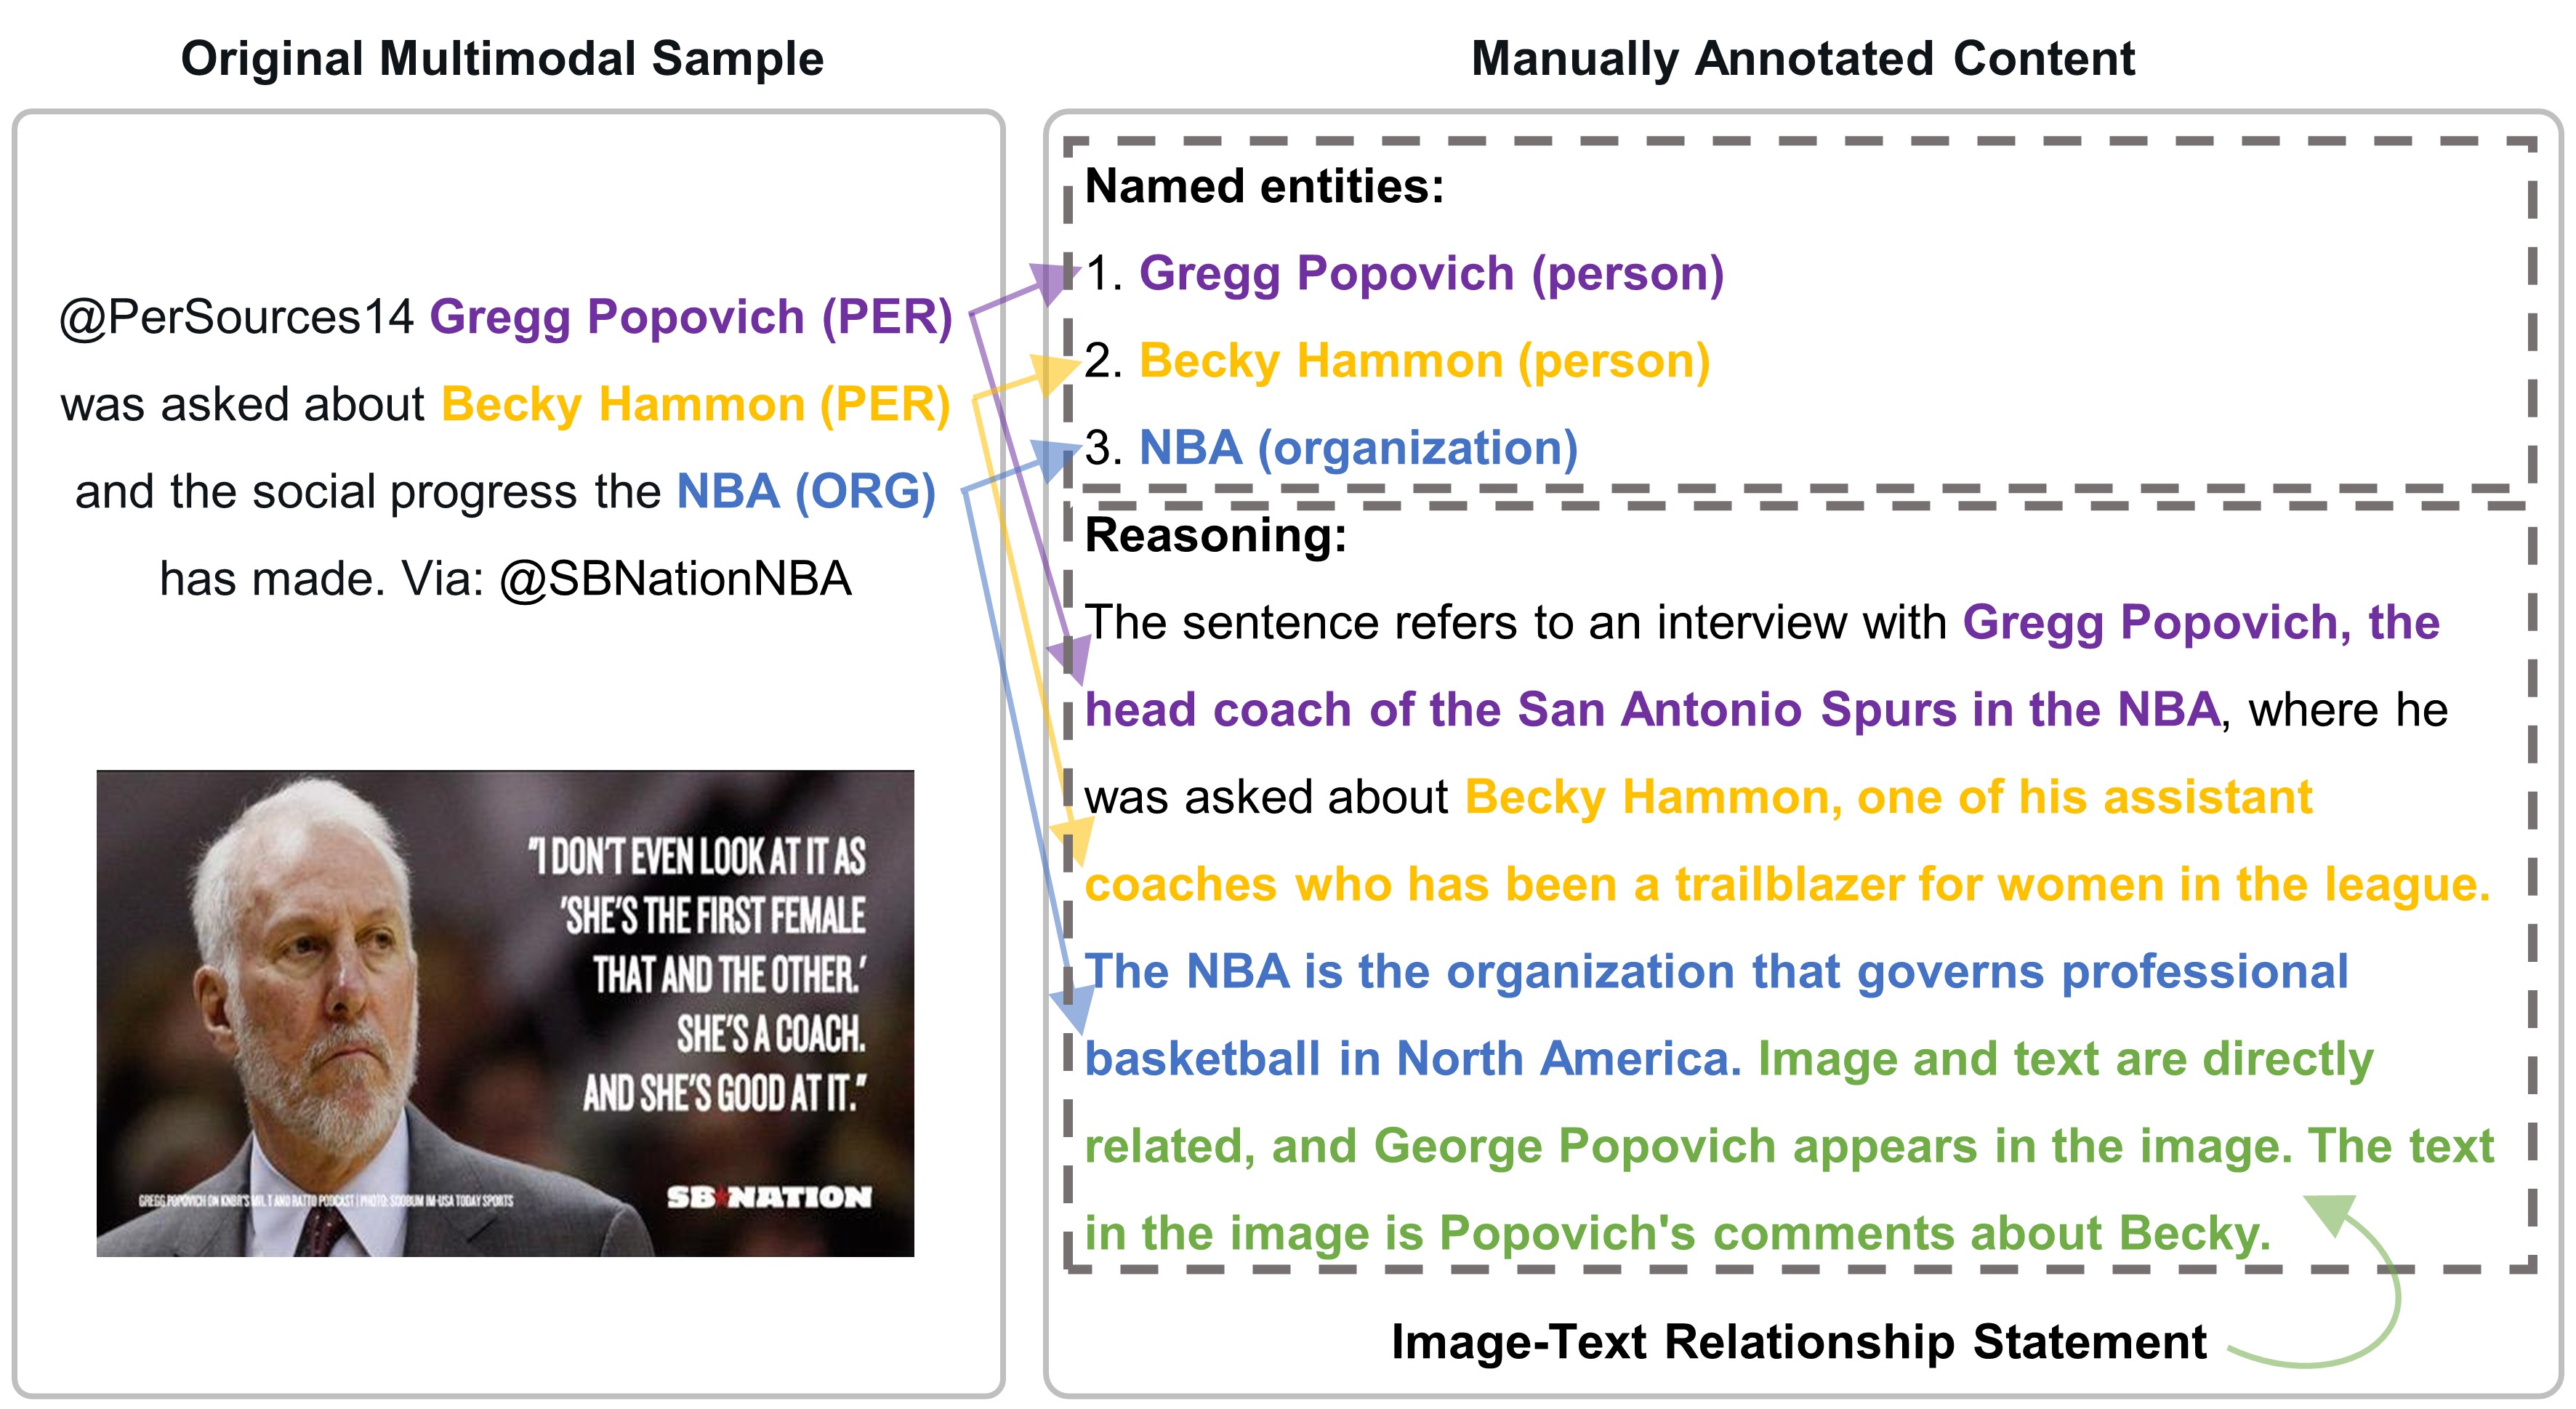 Original Multimodal Sample
@PerSources14 Gregg Popovich (PER)
was asked about Becky Hammon (PER)
and the social progress the NBA (ORG)
has made. Via: @SBNationNBA
"I DON'T EVEN LOOK AT IT AS
'SHE'S THE FIRST FEMALE
THAT AND THE OTHER.'
SHE'S A COACH.
AND SHE'S GOOD AT IT."
GREGG POPOVICH ON KNBR'S MR. T AND RATTO PODCAST | PHOTO: SOOBUM IM-USA TODAY SPORTS
SB★NATION
Manually Annotated Content
Named entities:
1. Gregg Popovich (person)
2. Becky Hammon (person)
3. NBA (organization)
Reasoning:
The sentence refers to an interview with Gregg Popovich, the
head coach of the San Antonio Spurs in the NBA, where he
was asked about Becky Hammon, one of his assistant
coaches who has been a trailblazer for women in the league.
The NBA is the organization that governs professional
basketball in North America. Image and text are directly
related, and George Popovich appears in the image. The text
in the image is Popovich's comments about Becky.
Image-Text Relationship Statement